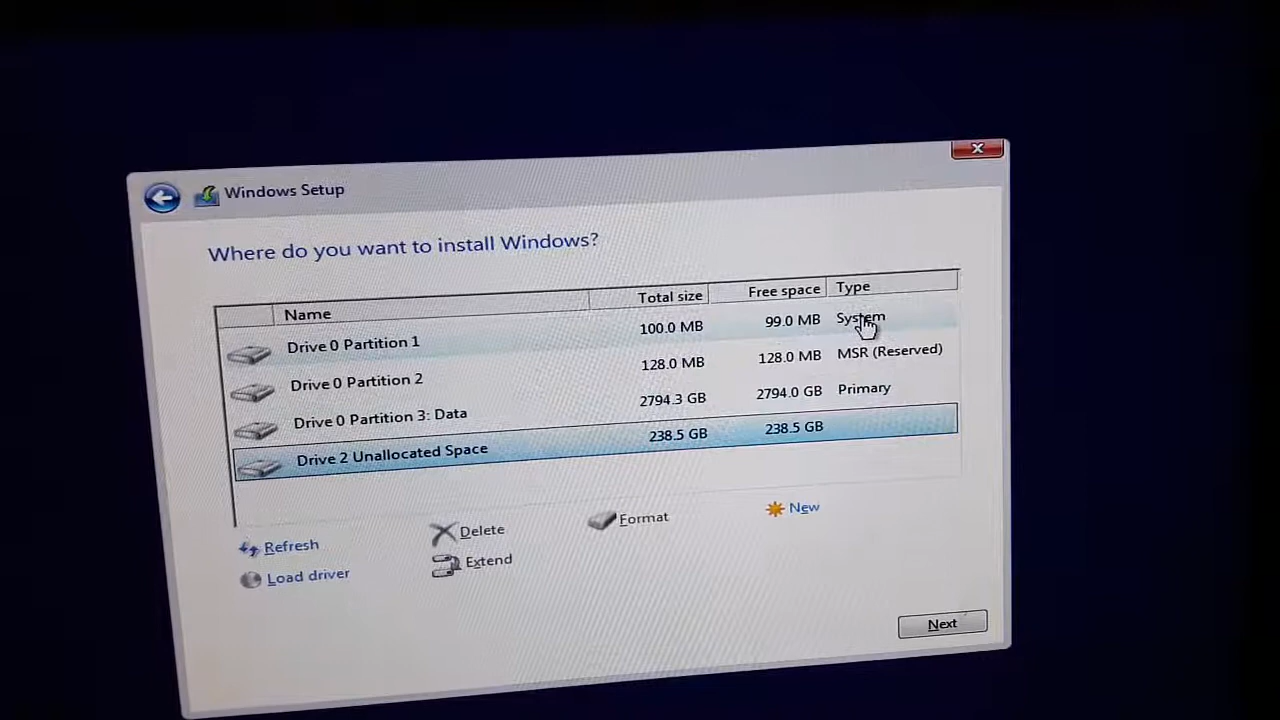 Windows Setup
Where do you want to install Windows?
Name Total size Free space Type
Drive 0 Partition 1 100.0 MB 99.0 MB System
Drive 0 Partition 2 128.0 MB 128.0 MB MSR (Reserved)
Drive 0 Partition 3: Data 2794.3 GB 2794.0 GB Primary
Drive 2 Unallocated Space 238.5 GB 238.5 GB
Refresh Delete Format New
Load driver Extend
Next